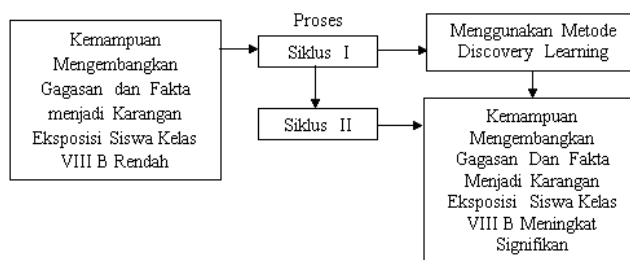 Kemampuan
Mengembangkan
Gagasan dan Fakta
menjadi Karangan
Eksposisi Siswa Kelas
VIII B Rendah
Proses
Siklus I
Siklus II
Menggunakan Metode
Discovery Learning
Kemampuan
Mengembangkan
Gagasan Dan Fakta
Menjadi Karangan
Eksposisi Siswa Kelas
VIII B Meningkat
Signifikan